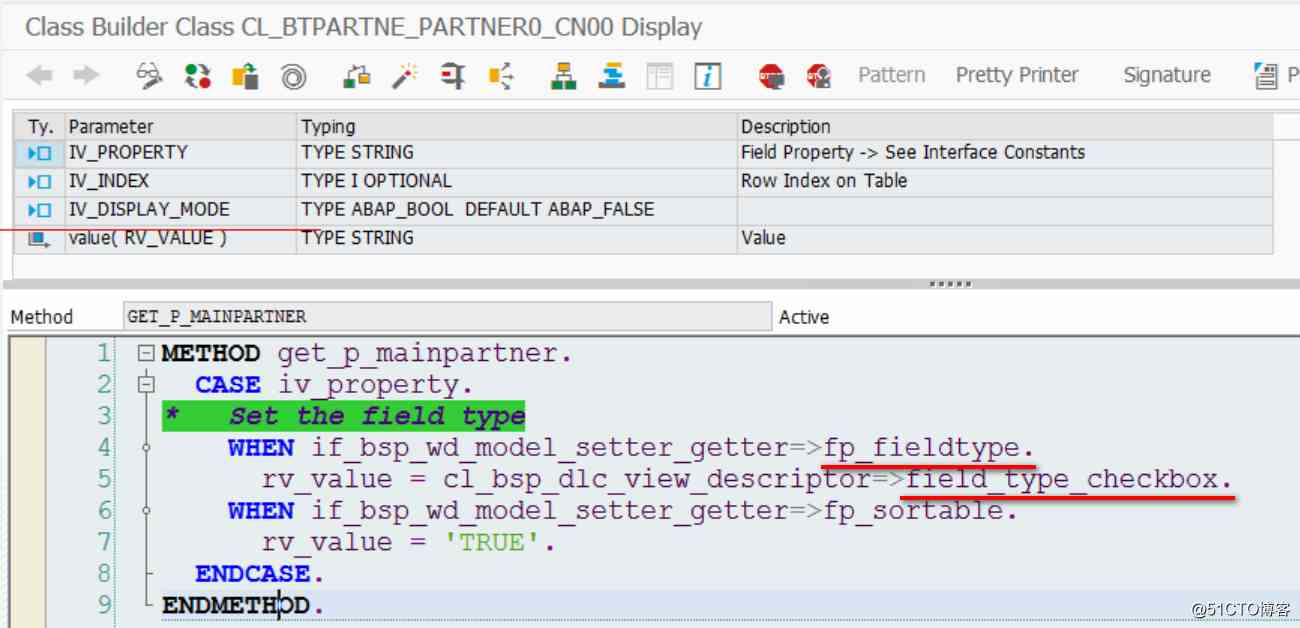 Class Builder Class CL_BTPARTNE_PARTNER0_CN00 Display
Pattern Pretty Printer Signature P
Ty. Parameter Typing Description
IV_PROPERTY TYPE STRING Field Property -> See Interface Constants
IV_INDEX TYPE I OPTIONAL Row Index on Table
IV_DISPLAY_MODE TYPE ABAP_BOOL DEFAULT ABAP_FALSE
value( RV_VALUE ) TYPE STRING Value
Method GET_P_MAINPARTNER Active
1 METHOD get_p_mainpartner.
2 CASE iv_property.
3 * Set the field type
4 WHEN if_bsp_wd_model_setter_getter=>fp_fieldtype.
5 rv_value = cl_bsp_dlc_view_descriptor=>field_type_checkbox.
6 WHEN if_bsp_wd_model_setter_getter=>fp_sortable.
7 rv_value = 'TRUE'.
8 ENDCASE.
9 ENDMETHOD.
@51CTO博客